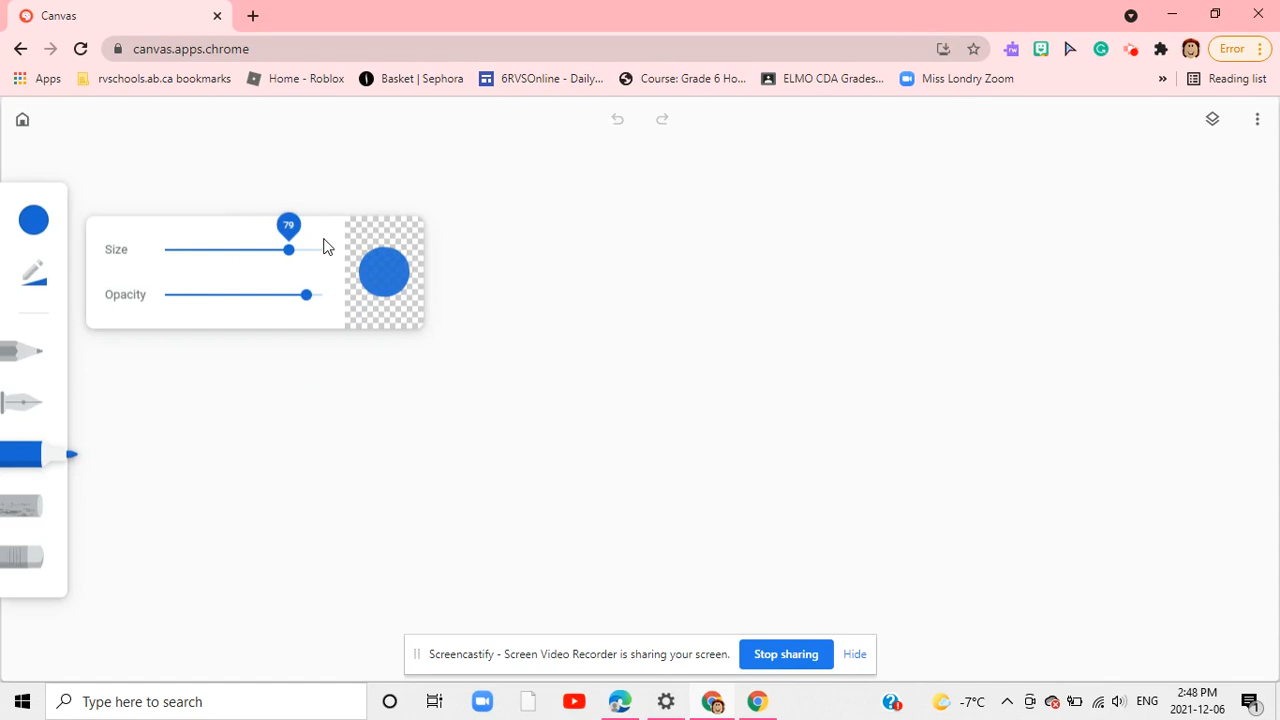 Canvas
canvas.apps.chrome
Error
Apps
rvschools.ab.ca bookmarks
Home - Roblox
Basket | Sephora
6RVSOnline - Daily...
Course: Grade 6 Ho...
ELMO CDA Grades...
Miss Londry Zoom
»
Reading list
79
Size
Opacity
Screencastify - Screen Video Recorder is sharing your screen.
Stop sharing
Hide
Type here to search
-7°C
2:48 PM
2021-12-06
1